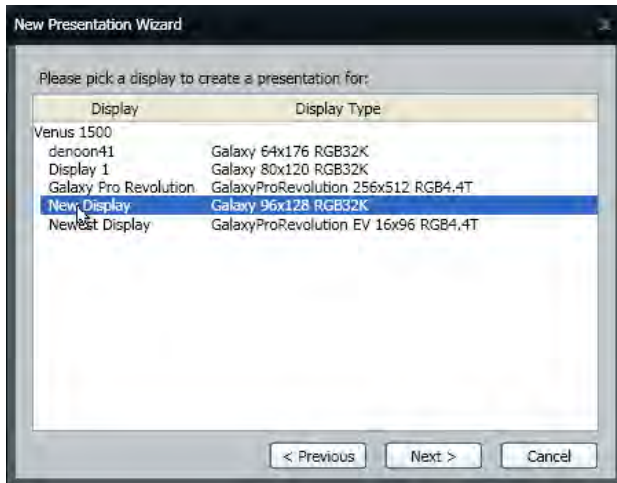 New Presentation Wizard
Please pick a display to create a presentation for:
Display Display Type
Venus 1500
denoon41 Galaxy 64x176 RGB32K
Display 1 Galaxy 80x120 RGB32K
Galaxy Pro Revolution GalaxyProRevolution 256x512 RGB4.4T
New Display Galaxy 96x128 RGB32K
Newest Display GalaxyProRevolution EV 16x96 RGB4.4T
< Previous Next > Cancel